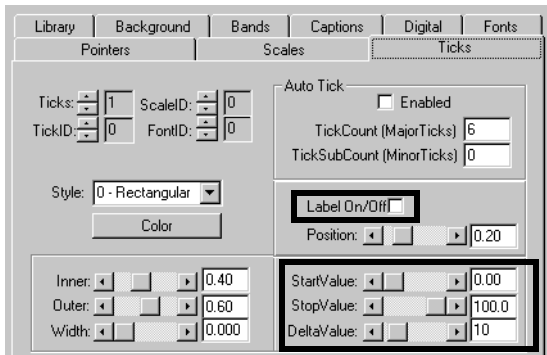 Library Background Bands Captions Digital Fonts
Pointers Scales Ticks
Auto Tick
Ticks: 1 ScaleID: 0
Enabled
TickID: 0 FontID: 0
TickCount (MajorTicks) 6
TickSubCount (MinorTicks) 0
Style: 0 - Rectangular
Label On/Off
Color
Position: 0.20
Inner: 0.40
StartValue: 0.00
Outer: 0.60
StopValue: 100.0
Width: 0.000
DeltaValue: 10